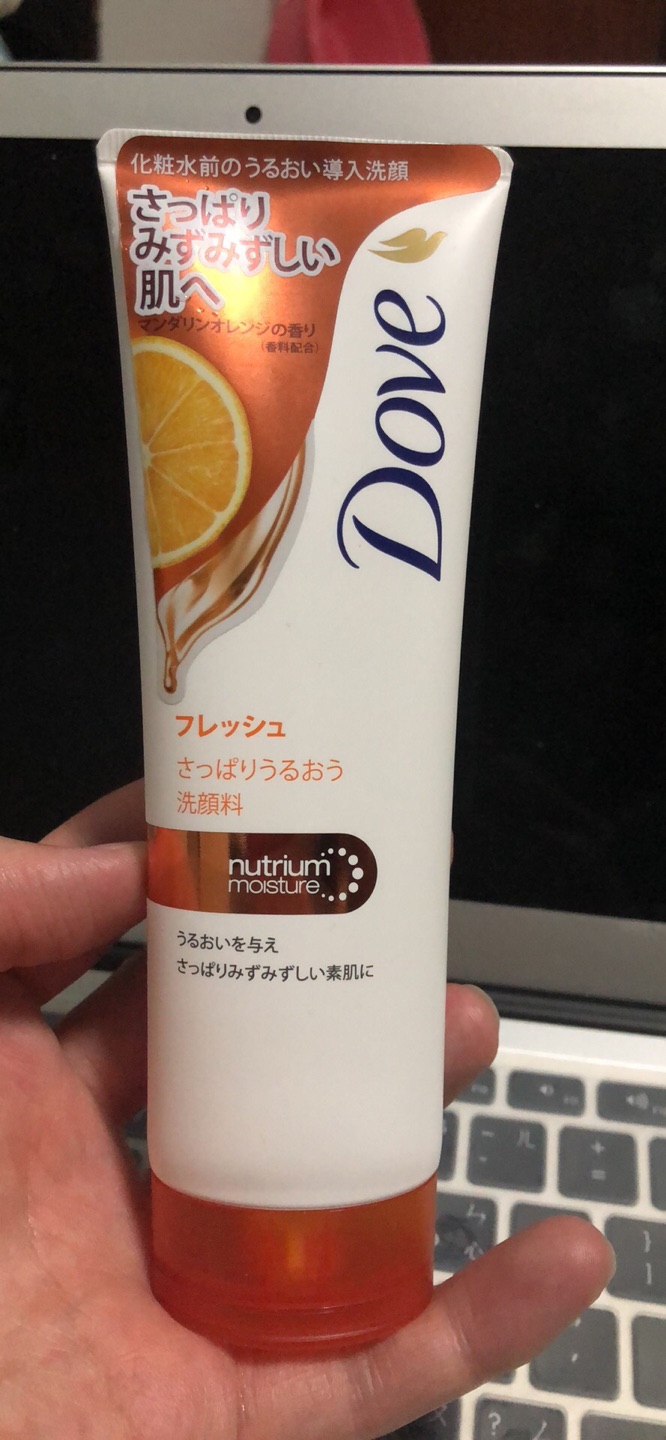 化粧水前のうるおい導入洗顔
さっぱり
みずみずしい
肌へ
マンダリンオレンジの香り
(香料配合)
Dove
フレッシュ
さっぱりうるおう
洗顔料
nutrium
moisture
うるおいを与え
さっぱりみずみずしい素肌に